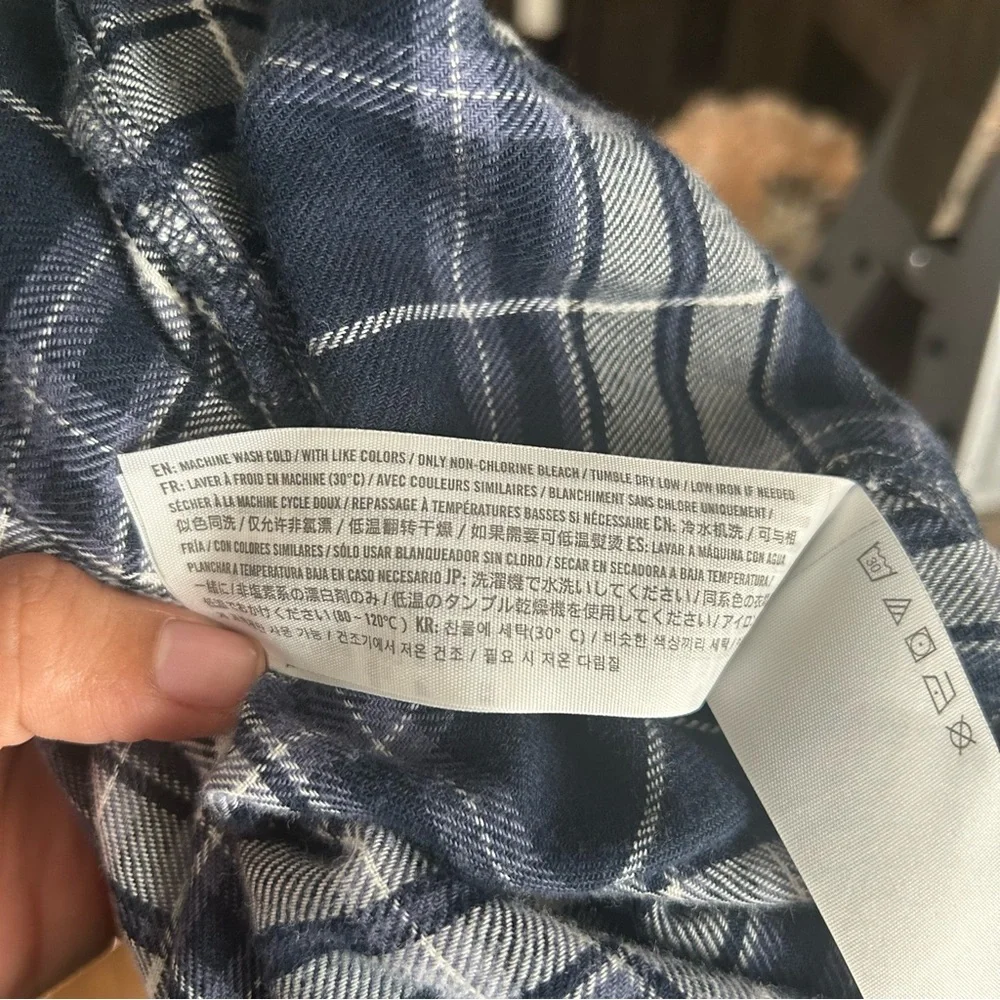 EN: MACHINE WASH COLD / WITH LIKE COLORS / ONLY NON-CHLORINE BLEACH / TUMBLE DRY LOW / LOW IRON IF NEEDED
FR: LAVER À FROID EN MACHINE (30°C) / AVEC COULEURS SIMILAIRES / BLANCHIMENT SANS CHLORE UNIQUEMENT /
SÉCHER À LA MACHINE CYCLE DOUX / REPASSAGE À TEMPÉRATURES BASSES SI NÉCESSAIRE CN: 冷水机洗 / 可与相
似色同洗 / 仅允许非氯漂 / 低温翻转干燥 / 如果需要可低温熨烫 ES: LAVAR A MÁQUINA CON AGUA
FRÍA / CON COLORES SIMILARES / SÓLO USAR BLANQUEADOR SIN CLORO / SECAR EN SECADORA A BAJA TEMPERATURA /
PLANCHAR A TEMPERATURA BAJA EN CASO NECESARIO JP: 洗濯機で水洗いしてください / 同系色の衣
一緒に / 非塩素系の漂白剤のみ / 低温のタンブル乾燥機を使用してください / アイロ
低温でおかけください (80~120°C) KR: 찬물에 세탁(30° C) / 비슷한 색상끼리 세탁 /
사용 가능 / 건조기에서 저온 건조 / 필요 시 저온 다림질
30